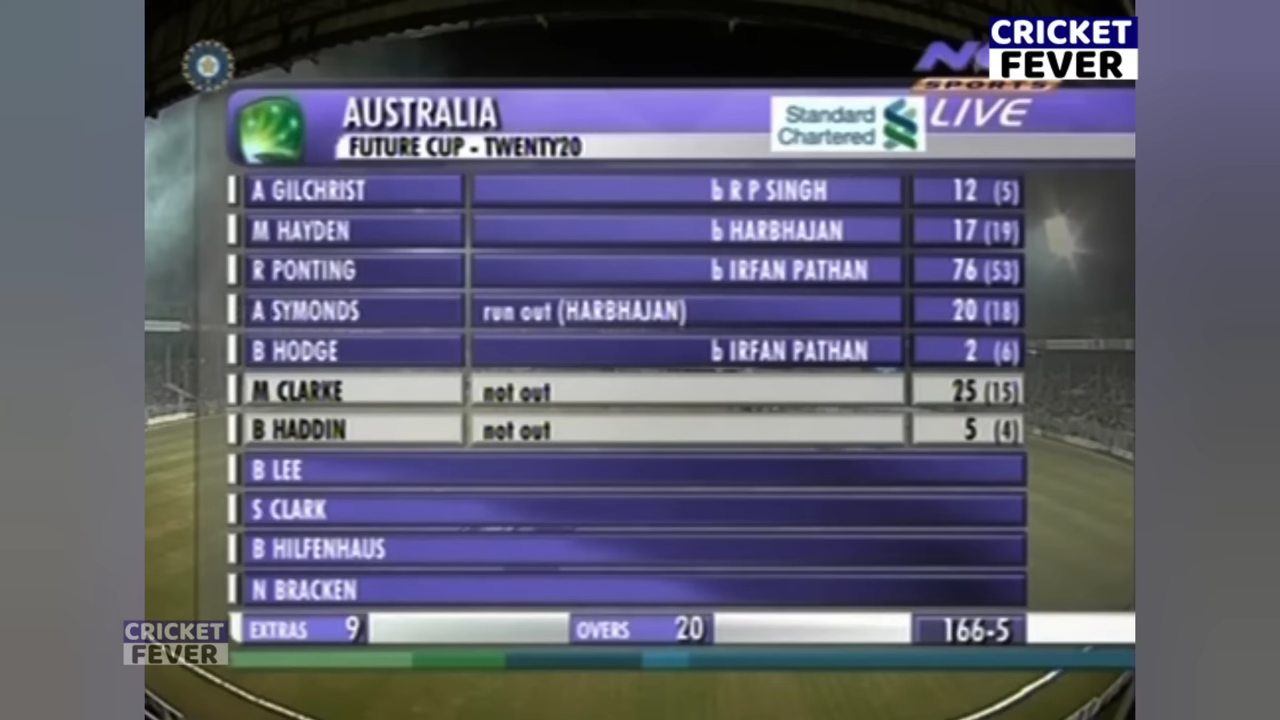 CRICKET
FEVER
SPORTS
LIVE
AUSTRALIA
Standard
Chartered
FUTURE CUP - TWENTY20
A GILCHRIST b R P SINGH 12 (5)
M HAYDEN b HARBHAJAN 17 (19)
R PONTING b IRFAN PATHAN 76 (53)
A SYMONDS run out (HARBHAJAN) 20 (18)
B HODGE b IRFAN PATHAN 2 (6)
M CLARKE not out 25 (15)
B HADDIN not out 5 (4)
B LEE
S CLARK
B HILFENHAUS
N BRACKEN
EXTRAS 9 OVERS 20 166-5
CRICKET
FEVER